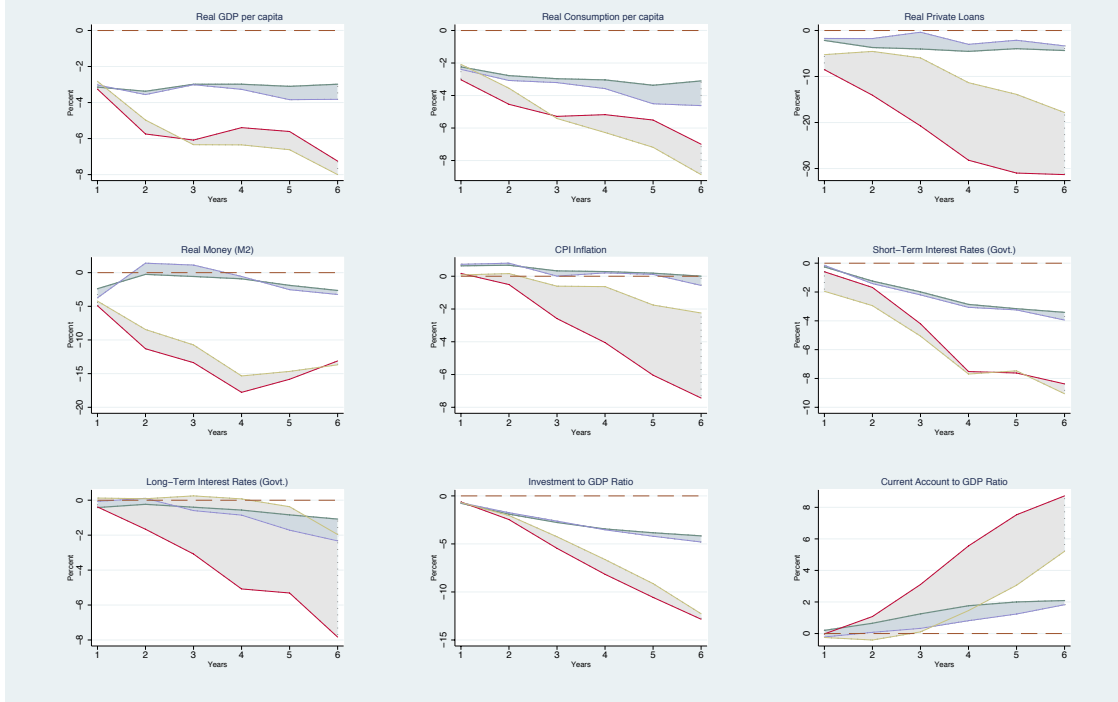 Real GDP per capita
Percent
0
−2
−4
−6
−8
1 2 3 4 5 6
Years
Real Consumption per capita
Percent
0
−2
−4
−6
−8
1 2 3 4 5 6
Years
Real Private Loans
Percent
0
−10
−20
−30
1 2 3 4 5 6
Years
Real Money (M2)
Percent
0
−5
−10
−15
−20
1 2 3 4 5 6
Years
CPI Inflation
Percent
0
−2
−4
−6
−8
1 2 3 4 5 6
Years
Short−Term Interest Rates (Govt.)
Percent
0
−2
−4
−6
−8
−10
1 2 3 4 5 6
Years
Long−Term Interest Rates (Govt.)
Percent
0
−2
−4
−6
−8
1 2 3 4 5 6
Years
Investment to GDP Ratio
Percent
0
−5
−10
−15
1 2 3 4 5 6
Years
Current Account to GDP Ratio
Percent
8
6
4
2
0
1 2 3 4 5 6
Years